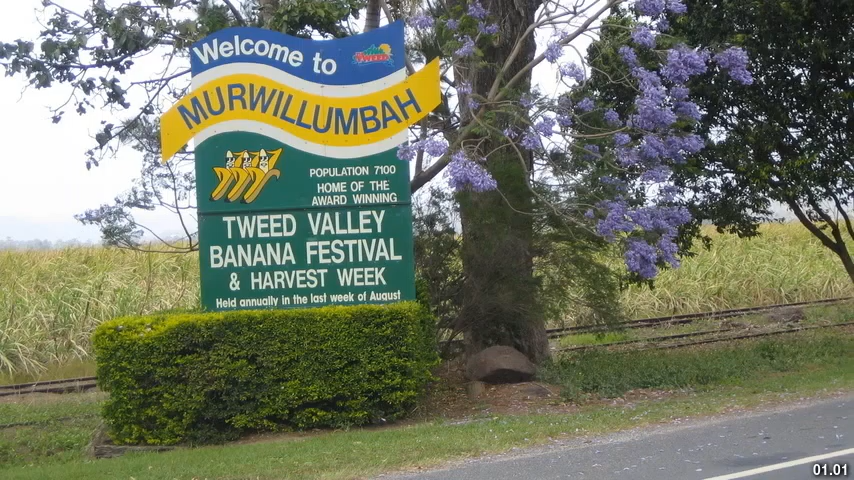 Welcome to
TWEED
MURWILLUMBAH
POPULATION 7100
HOME OF THE
AWARD WINNING
TWEED VALLEY
BANANA FESTIVAL
& HARVEST WEEK
Held annually in the last week of August
01.01